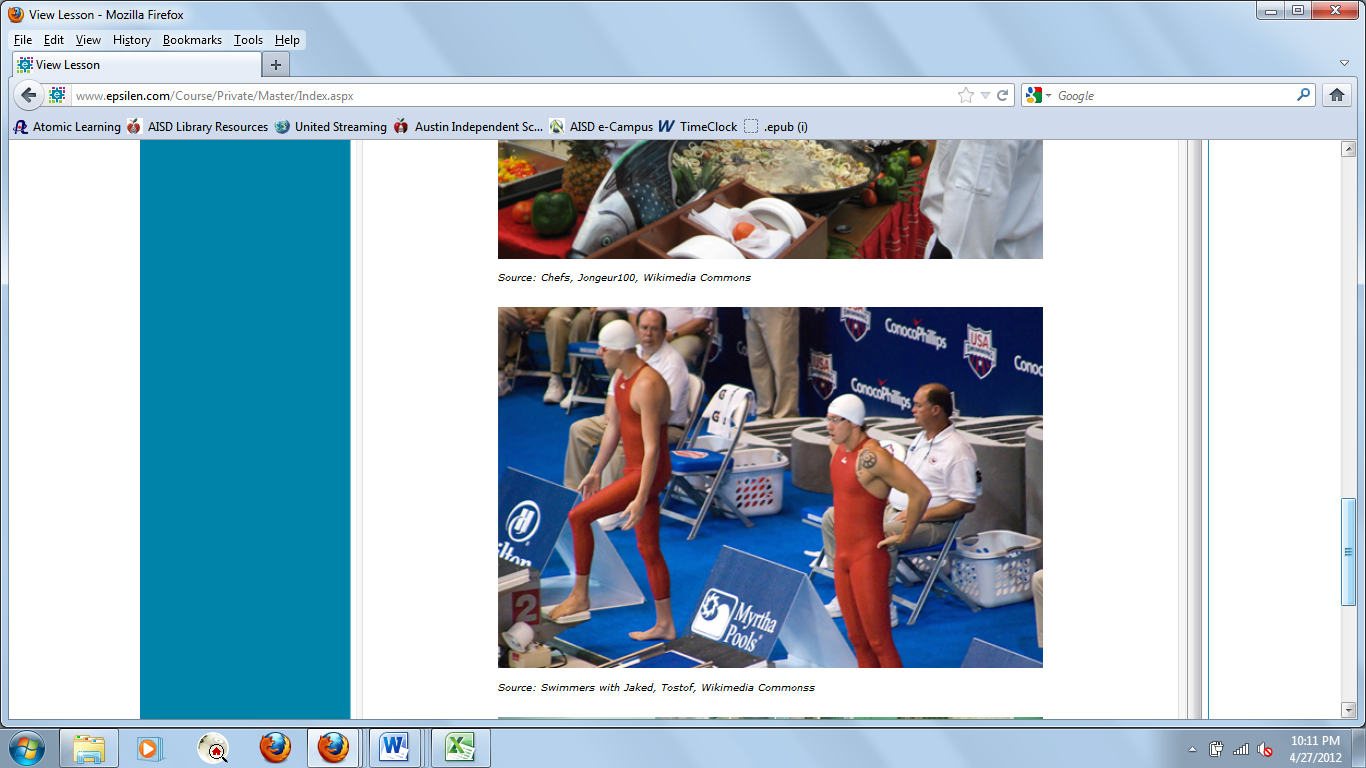 View Lesson - Mozilla Firefox
File Edit View History Bookmarks Tools Help
View Lesson
www.epsilen.com/Course/Private/Master/Index.aspx
Google
Atomic Learning AISD Library Resources United Streaming Austin Independent Sc... AISD e-Campus TimeClock .epub (i)
Source: Chefs, Jongeur100, Wikimedia Commons
ConocoPhillips
USA
SWIMMING
ConocoPhillips
Conoco
Hilton
2
Myrtha
Pools
Source: Swimmers with Jaked, Tostof, Wikimedia Commonss
10:11 PM
4/27/2012